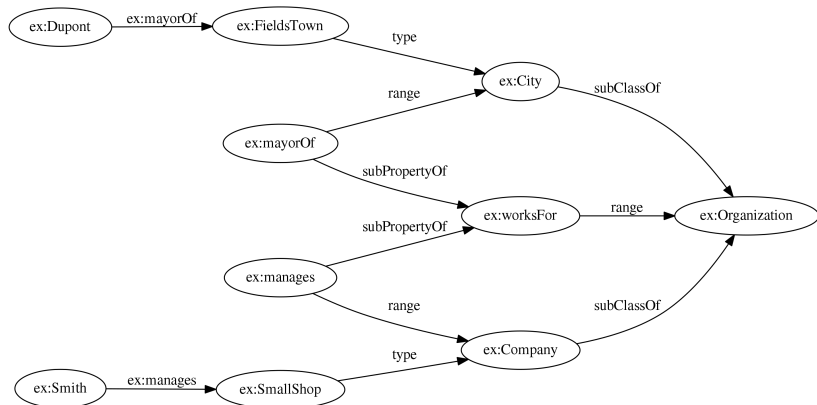 ex:Dupont
ex:mayorOf
ex:FieldsTown
type
ex:City
subClassOf
range
ex:mayorOf
subPropertyOf
ex:worksFor
range
ex:Organization
subPropertyOf
ex:manages
range
subClassOf
ex:Company
type
ex:Smith
ex:manages
ex:SmallShop